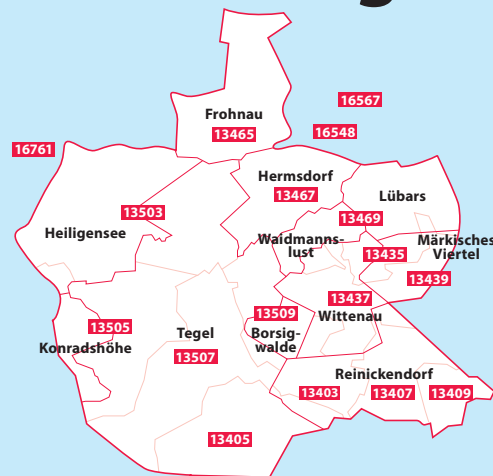 Frohnau
13465
16567
16548
16761
Hermsdorf
13467
Lübars
13503
13469
Heiligensee
Waidmanns-
lust
13435
Märkisches
Viertel
13439
13437
Wittenau
13509
Borsig-
walde
13505
Konradshöhe
Tegel
13507
Reinickendorf
13403
13407
13409
13405